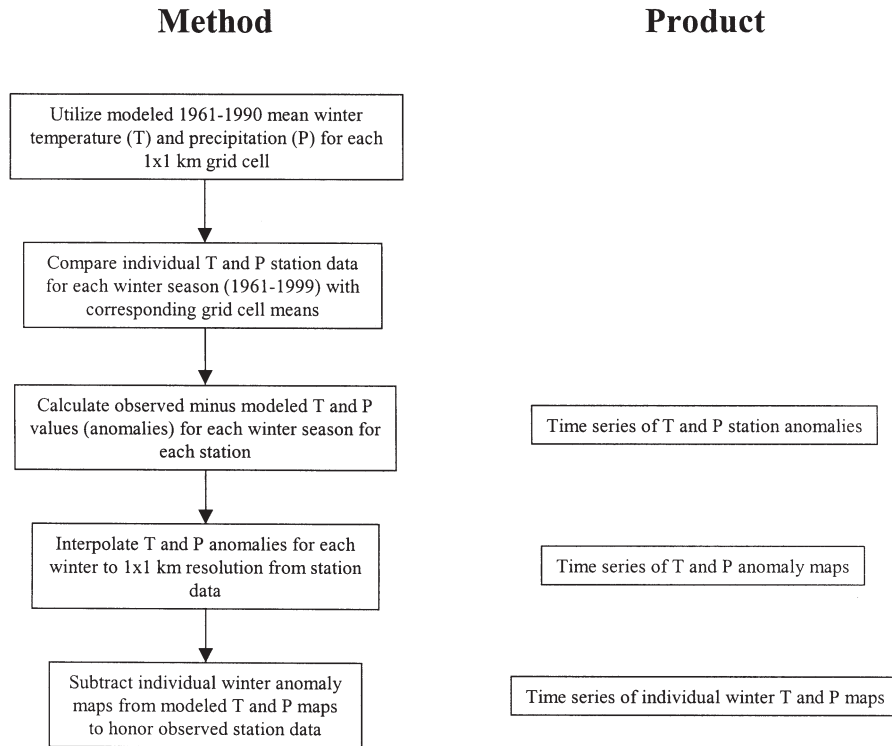 Method
Product
Utilize modeled 1961-1990 mean winter
temperature (T) and precipitation (P) for each
1x1 km grid cell
Compare individual T and P station data
for each winter season (1961-1999) with
corresponding grid cell means
Calculate observed minus modeled T and P
values (anomalies) for each winter season for
each station
Time series of T and P station anomalies
Interpolate T and P anomalies for each
winter to 1x1 km resolution from station
data
Time series of T and P anomaly maps
Subtract individual winter anomaly
maps from modeled T and P maps
to honor observed station data
Time series of individual winter T and P maps